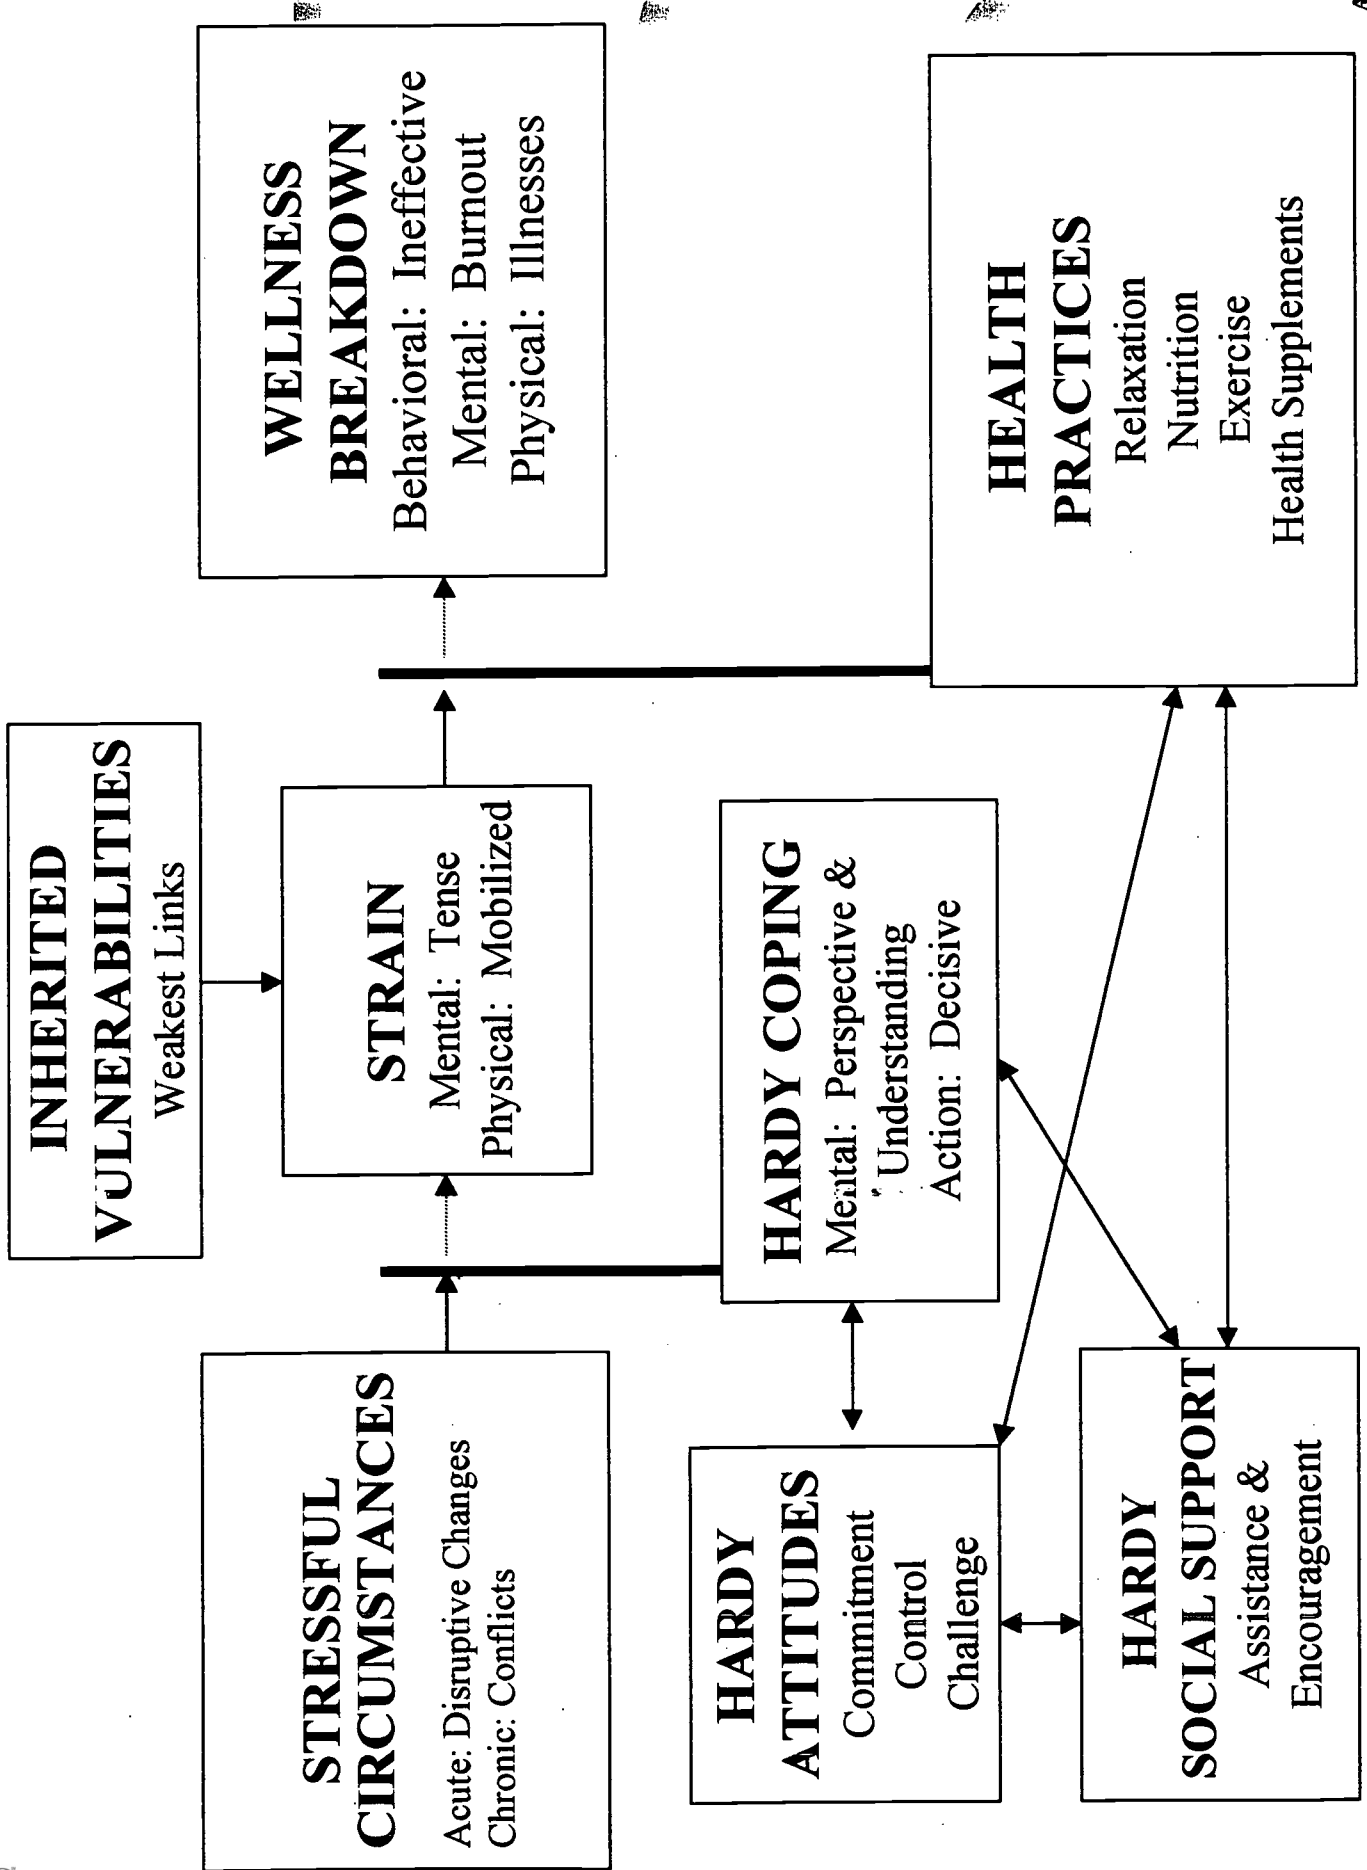 INHERITED
VULNERABILITIES
Weakest Links
STRESSFUL
CIRCUMSTANCES
Acute: Disruptive Changes
Chronic: Conflicts
STRAIN
Mental: Tense
Physical: Mobilized
WELLNESS
BREAKDOWN
Behavioral: Ineffective
Mental: Burnout
Physical: Illnesses
HARDY
ATTITUDES
Commitment
Control
Challenge
HARDY COPING
Mental: Perspective &
Understanding
Action: Decisive
HARDY
SOCIAL SUPPORT
Assistance &
Encouragement
HEALTH
PRACTICES
Relaxation
Nutrition
Exercise
Health Supplements